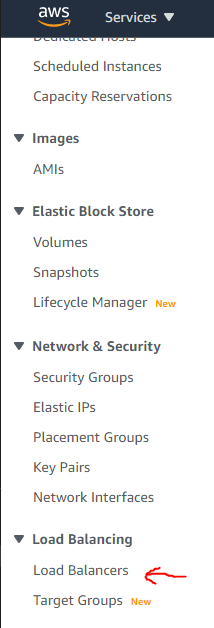 aws Services
Dedicated Hosts
Scheduled Instances
Capacity Reservations
Images
AMIs
Elastic Block Store
Volumes
Snapshots
Lifecycle Manager New
Network & Security
Security Groups
Elastic IPs
Placement Groups
Key Pairs
Network Interfaces
Load Balancing
Load Balancers
Target Groups New